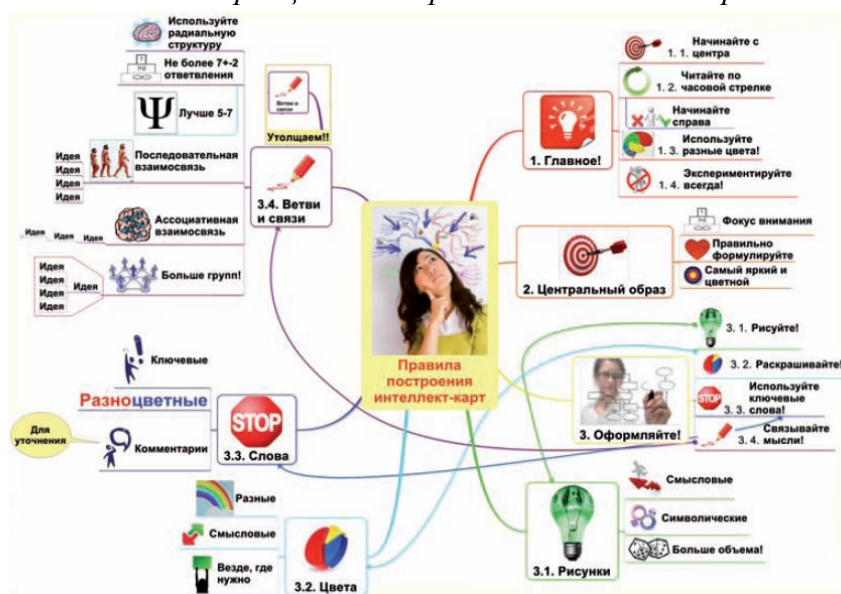 Правила
построения
интеллект-карт
1. Главное!
Начинайте с
1. 1. центра
Читайте по
1. 2. часовой стрелке
Начинайте
справа
Используйте
1. 3. разные цвета!
Экспериментируйте
1. 4. всегда!
2. Центральный образ
Фокус внимания
Правильно
формулируйте
Самый яркий и
цветной
3. Оформляйте!
3. 1. Рисуйте!
3. 2. Раскрашивайте!
Используйте
ключевые
3. 3. слова!
Связывайте
3. 4. мысли!
3.1. Рисунки
Смысловые
Символические
Больше объема!
3.2. Цвета
Разные
Смысловые
Везде, где
нужно
STOP
3.3. Слова
Ключевые
Разноцветные
Комментарии
Для
уточнения
STOP
3.4. Ветви
и связи
Ветви и
связи
Утолщаем!!
Используйте
радиальную
структуру
Не более 7+-2
ответвления
Лучше 5-7
Последовательная
взаимосвязь
Идея
Идея
Идея
Идея
Ассоциативная
взаимосвязь
Идея
Идея
Идея
Больше групп!
Идея
Идея
Идея
Идея
Идея